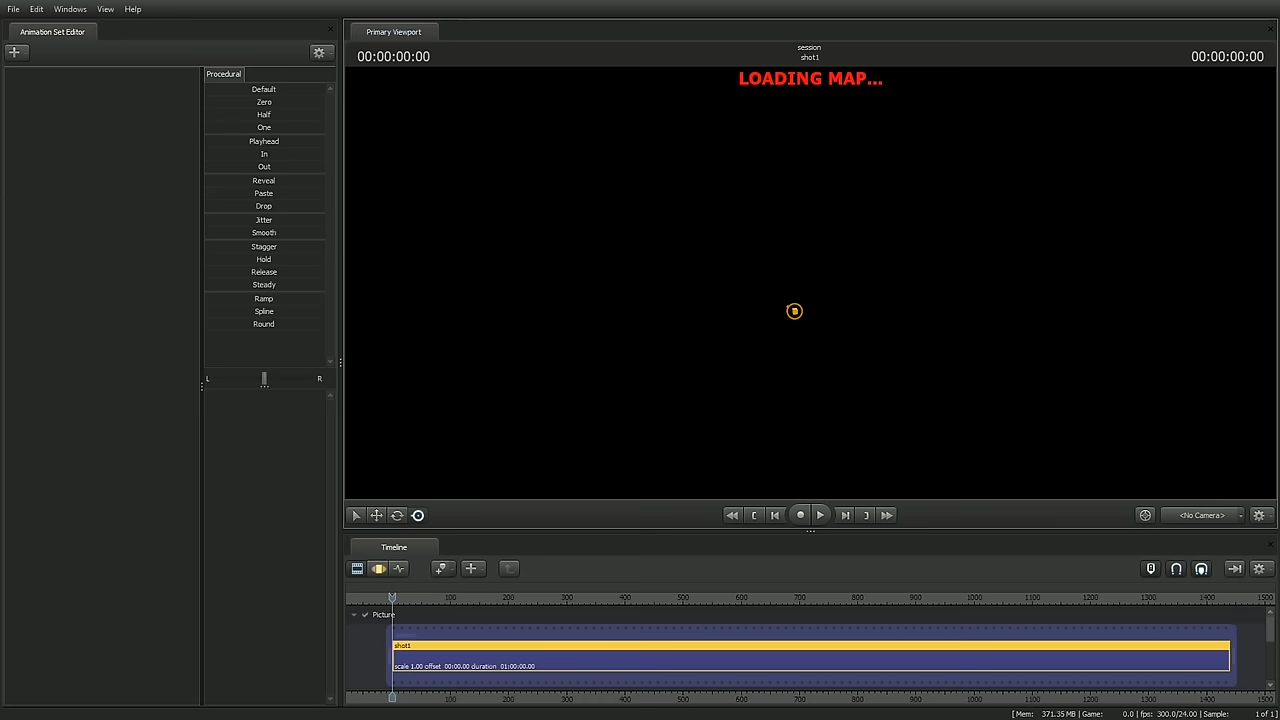 File Edit Windows View Help
Animation Set Editor
Primary Viewport
session
00:00:00:00
shot1
00:00:00:00
LOADING MAP...
Procedural
Default
Zero
Half
One
Playhead
In
Out
Reveal
Paste
Drop
Jitter
Smooth
Stagger
Hold
Release
Steady
Ramp
Spline
Round
L R
<No Camera>
Timeline
100 200 300 400 500 600 700 800 900 1000 1100 1200 1300 1400 1500
Picture
shot1
scale 1.00 offset 00:00.00 duration 01:00:00.00
100 200 300 400 500 600 700 800 900 1000 1100 1200 1300 1400 1500
[ Mem: 371.35 MB | Game: 0.0 | fps: 300.0/24.00 | Sample: 1 of 1 ]